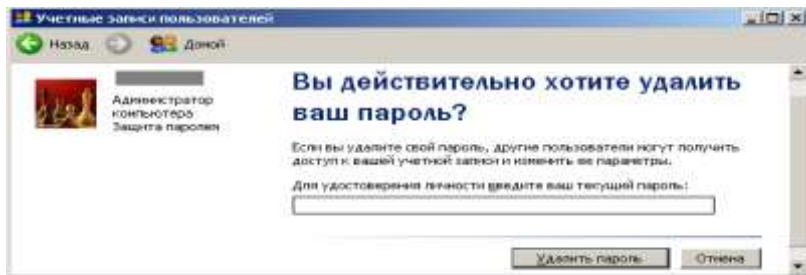 Учетные записи пользователей
Назад Домой
Администратор
компьютера
Защита паролем
Вы действительно хотите удалить
ваш пароль?
Если вы удалите свой пароль, другие пользователи могут получить
доступ к вашей учетной записи и изменить ее параметры.
Для удостоверения личности введите ваш текущий пароль:
Удалить пароль Отмена